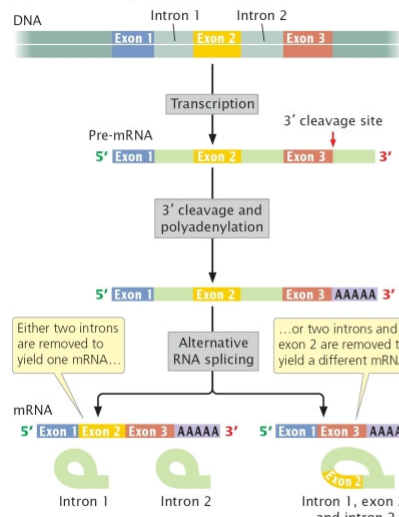 DNA
Intron 1 Intron 2
Exon 1 Exon 2 Exon 3
Transcription
3′ cleavage site
Pre-mRNA
5′ Exon 1 Exon 2 Exon 3 3′
3′ cleavage and
polyadenylation
5′ Exon 1 Exon 2 Exon 3 AAAAA 3′
Either two introns
are removed to
yield one mRNA…
Alternative
RNA splicing
…or two introns and
exon 2 are removed
yield a different
mRNA
5′ Exon 1 Exon 2 Exon 3 AAAAA 3′
5′ Exon 1 Exon 3
Exon 2
Intron 1
Intron 2
Intron 1,
and intron 2